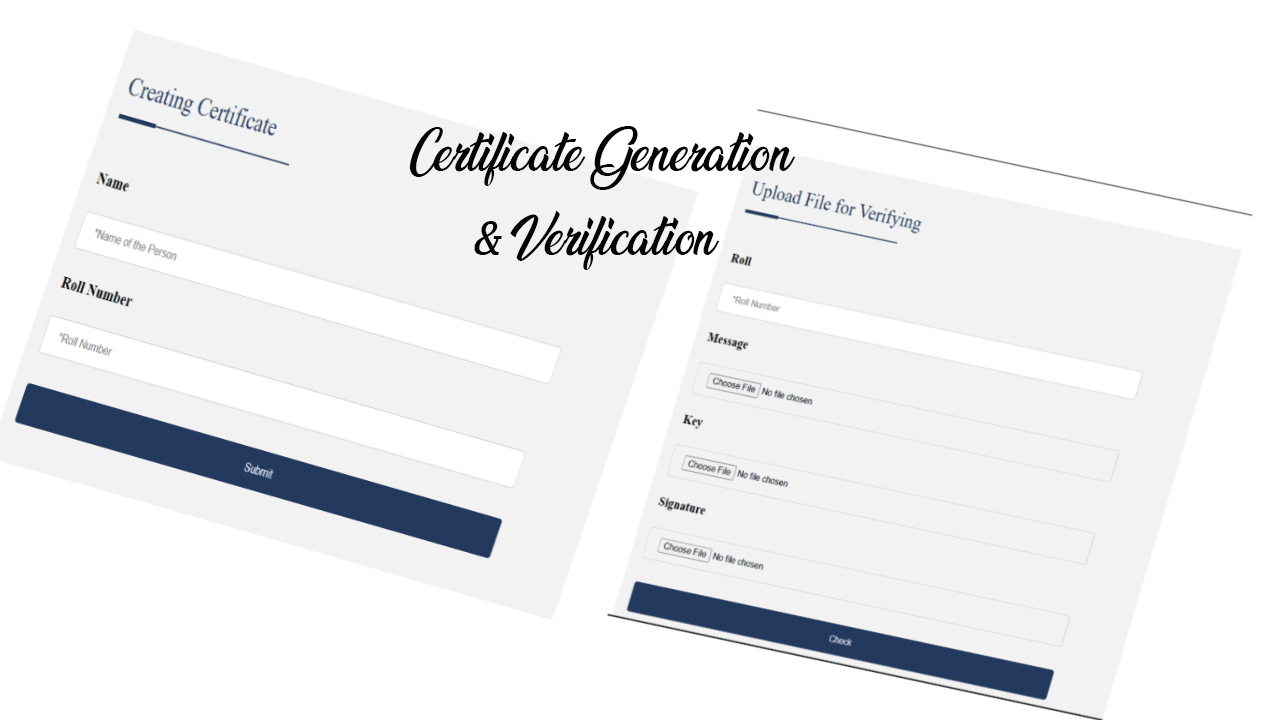 Creating Certificate
Name
*Name of the Person
Roll Number
*Roll Number
Submit
Certificate Generation
& Verification
Upload File for Verifying
Roll
*Roll Number
Message
Choose File No file chosen
Key
Choose File No file chosen
Signature
Choose File No file chosen
Check